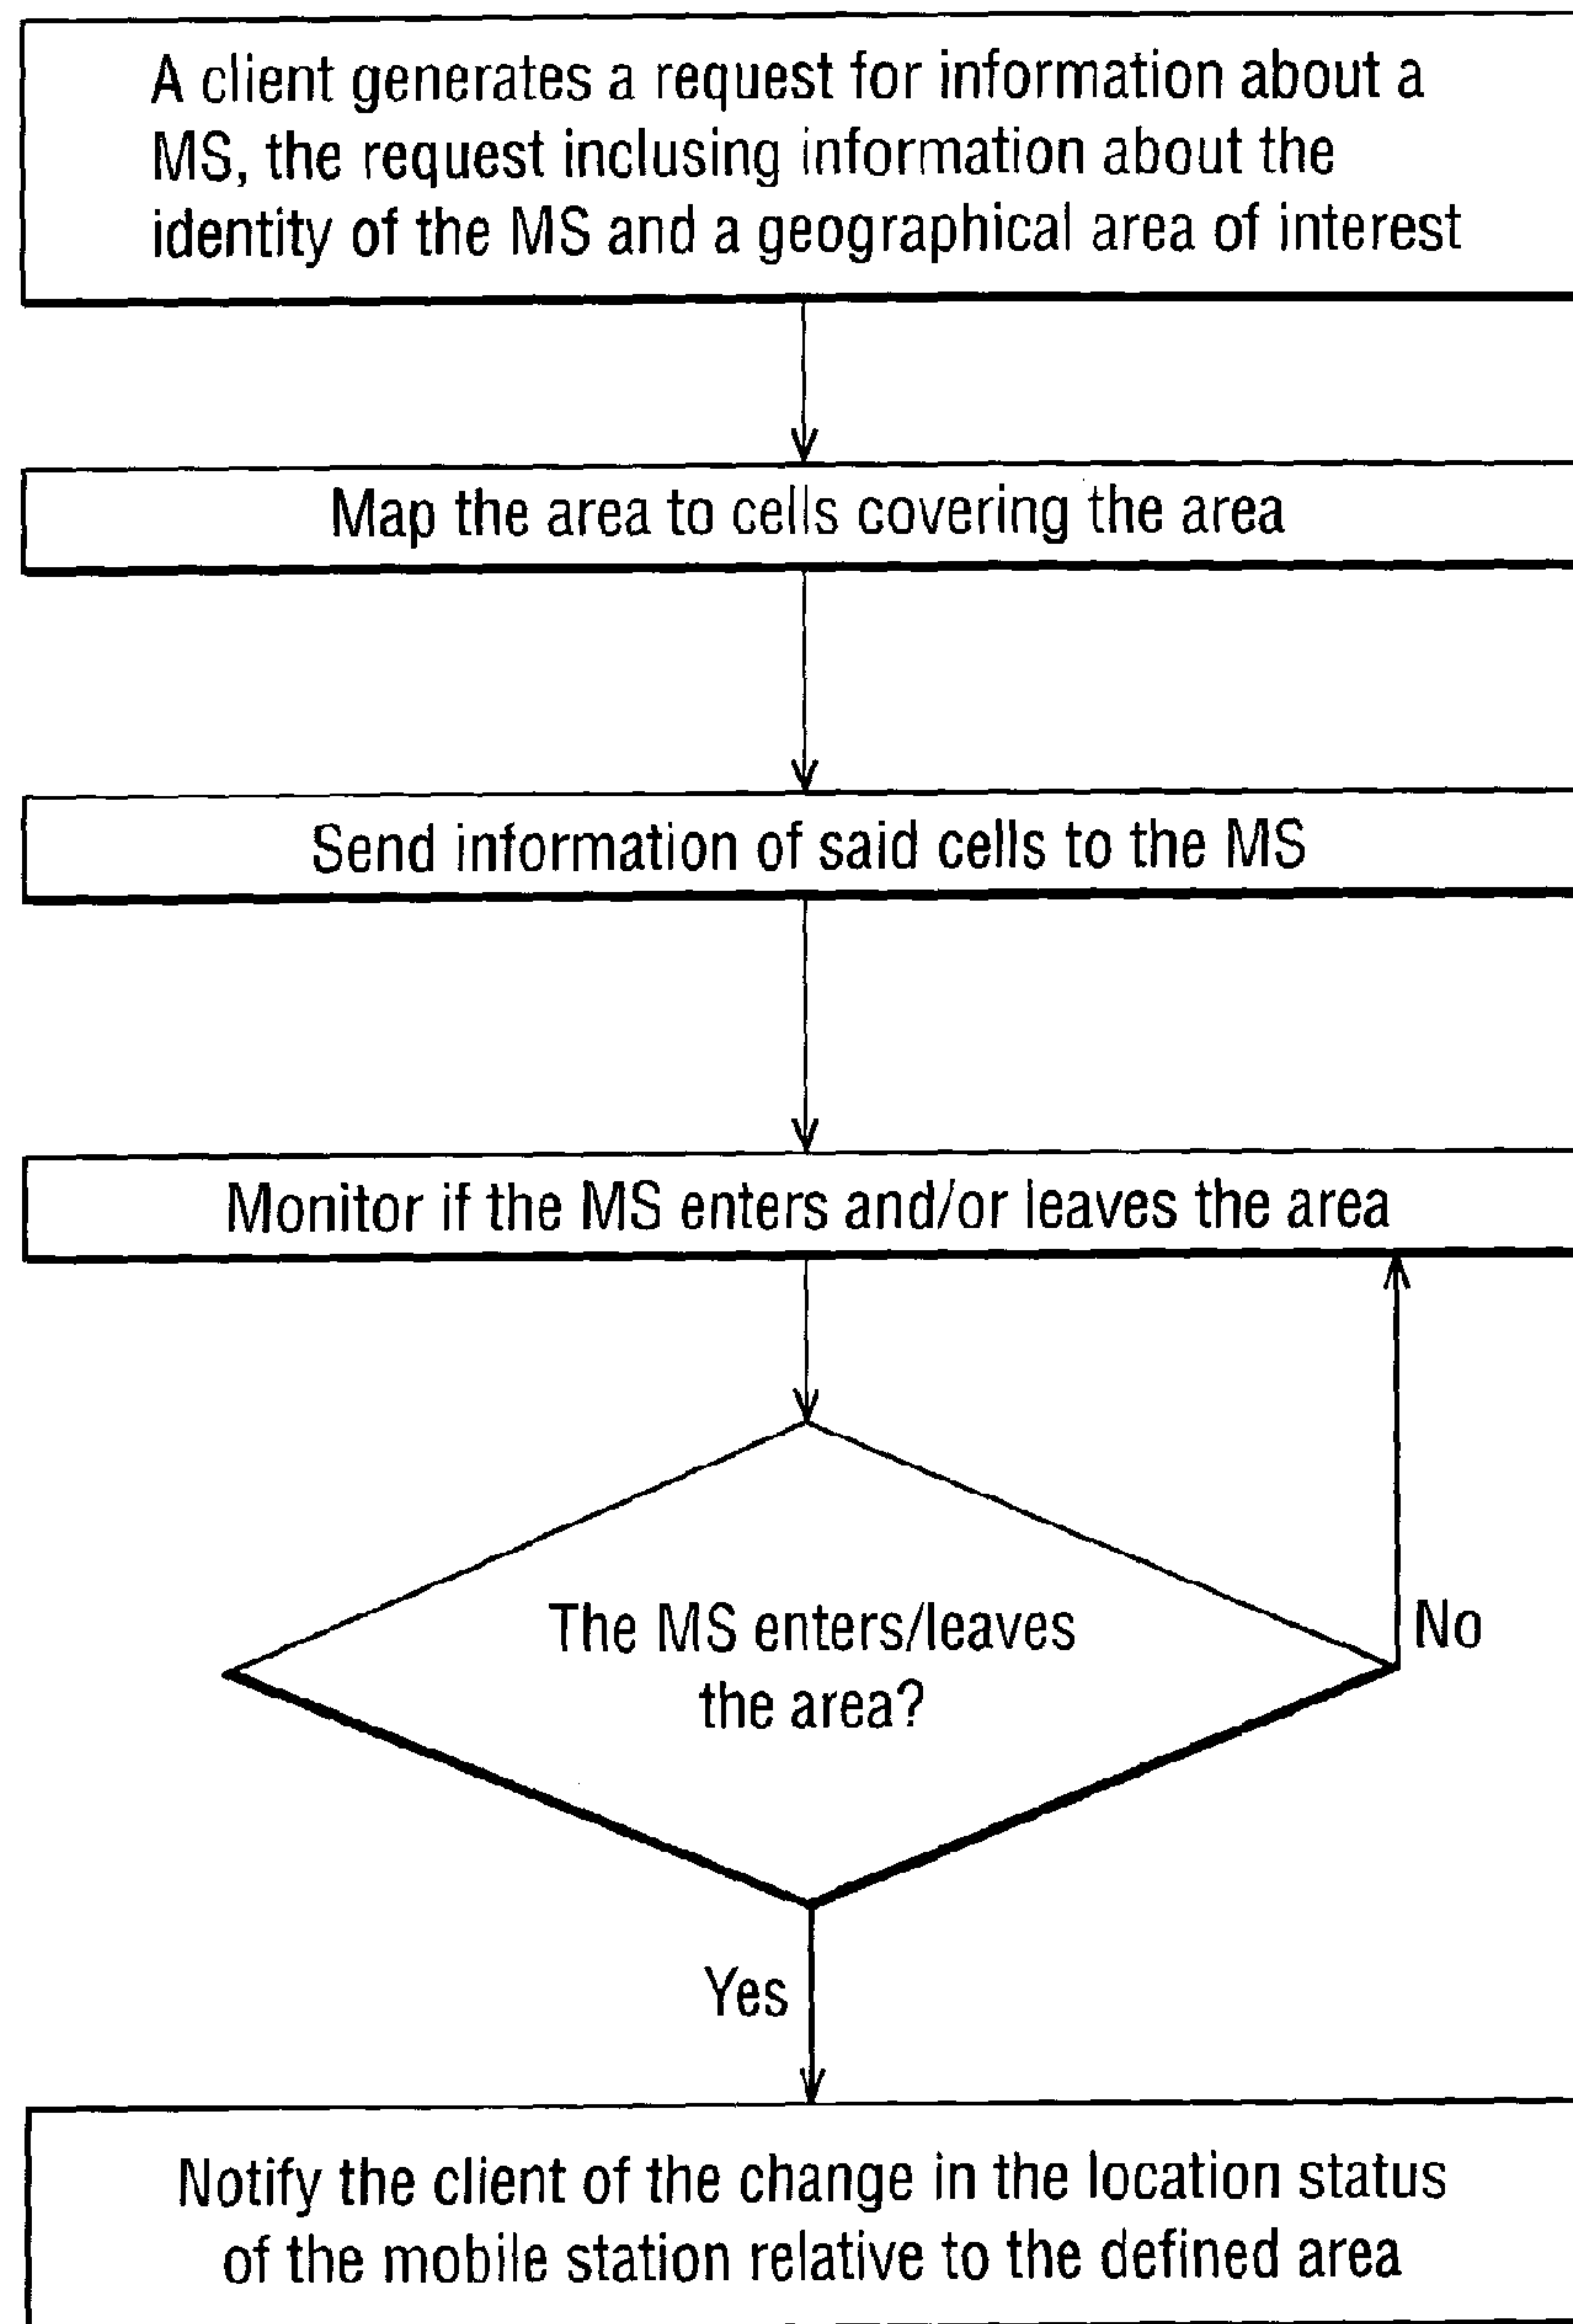 A client generates a request for information about a
MS, the request inclusing information about the
identity of the MS and a geographical area of interest
Map the area to cells covering the area
Send information of said cells to the MS
Monitor if the MS enters and/or leaves the area
The MS enters/leaves
the area?
No
Yes
Notify the client of the change in the location status
of the mobile station relative to the defined area